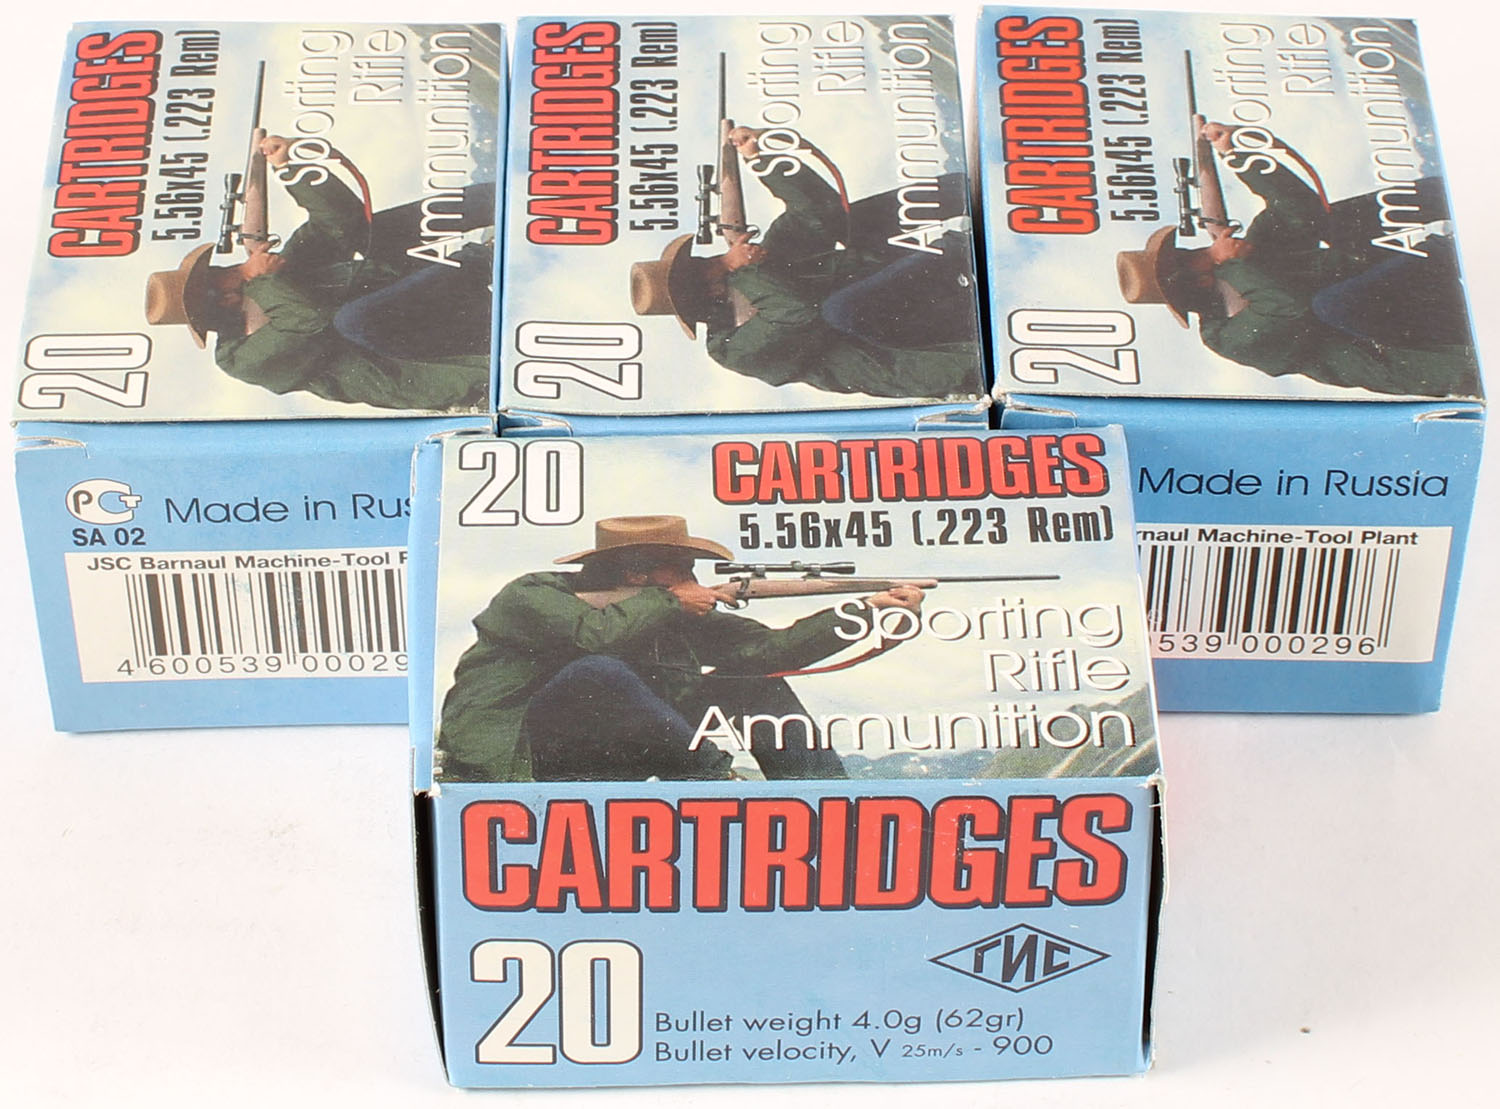 CARTRIDGES
5.56x45 (.223 Rem)
Sporting
Rifle
Ammunition
20
CARTRIDGES
5.56x45 (.223 Rem)
Sporting
Rifle
Ammunition
20
CARTRIDGES
5.56x45 (.223 Rem)
Sporting
Rifle
Ammunition
20
РСТ
SA 02
Made in Rus
JSC Barnaul Machine-Tool P
4 600539 00029
Made in Russia
rnaul Machine-Tool Plant
539 000296
20
CARTRIDGES
5.56x45 (.223 Rem)
Sporting
Rifle
Ammunition
CARTRIDGES
20
ГИС
Bullet weight 4.0g (62gr)
Bullet velocity, V 25m/s - 900